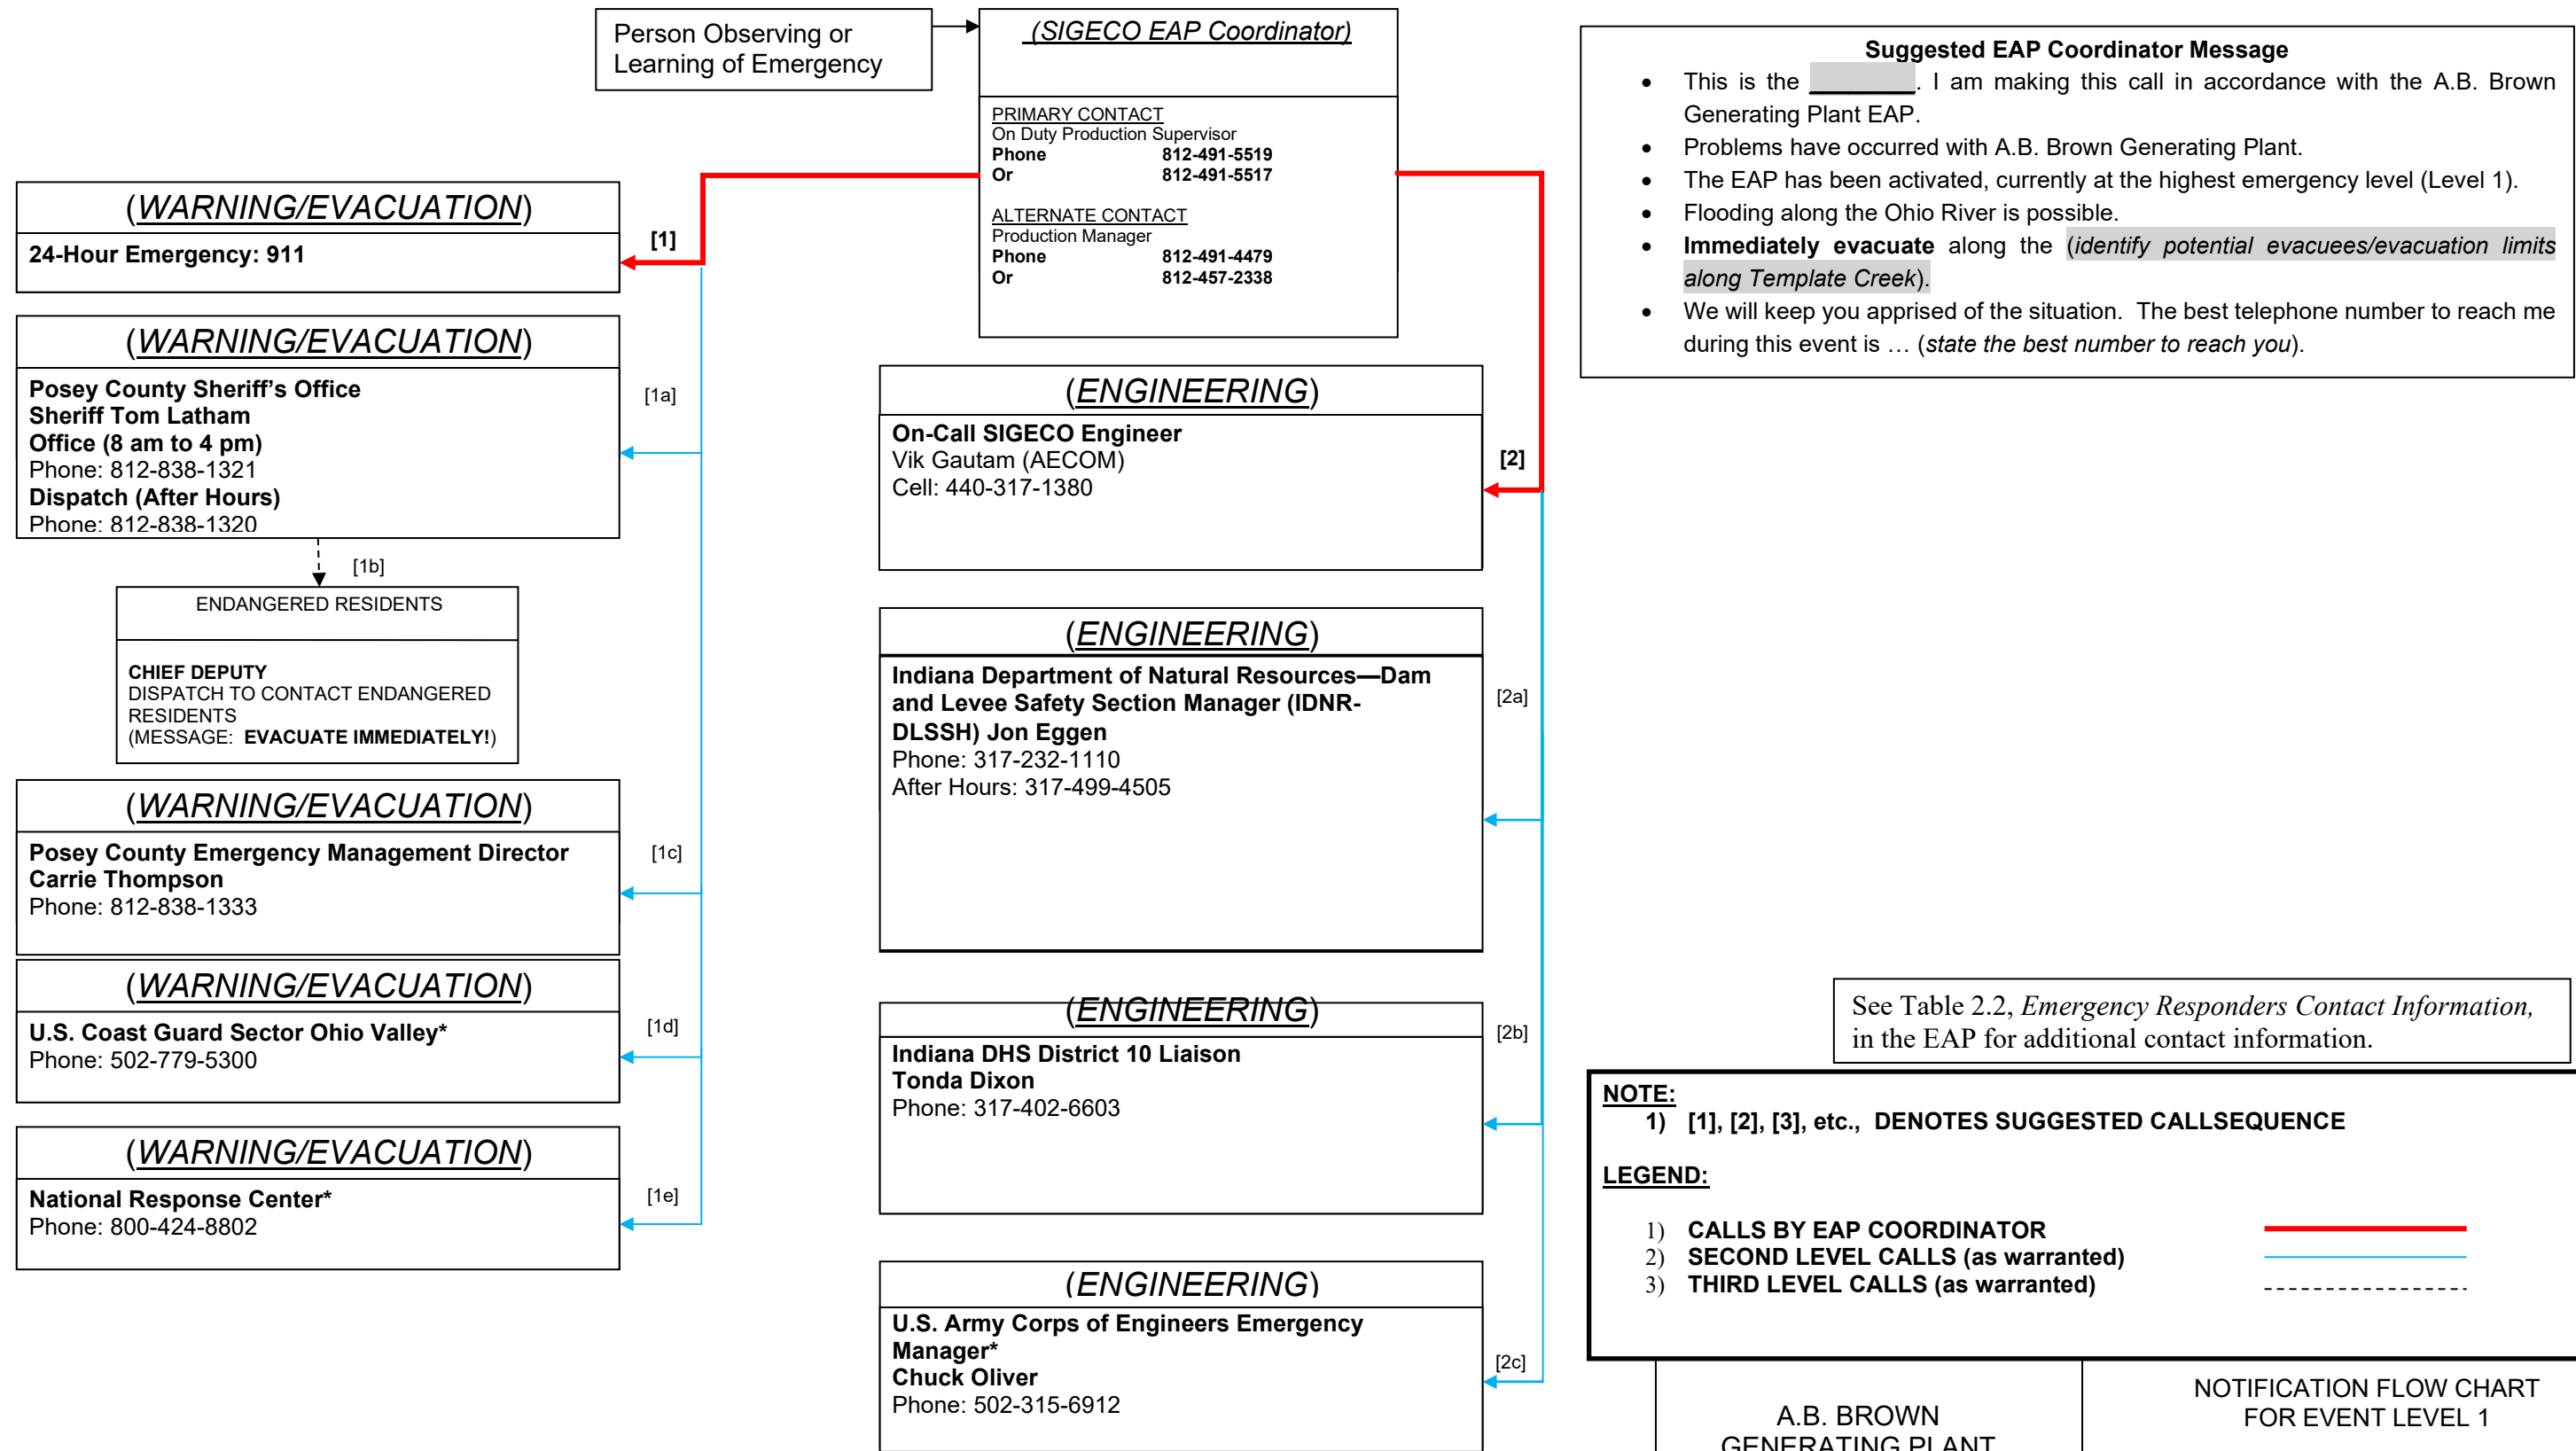 Person Observing or
Learning of Emergency
(SIGECO EAP Coordinator)
PRIMARY CONTACT
On Duty Production Supervisor
Phone 812-491-5519
Or 812-491-5517
ALTERNATE CONTACT
Production Manager
Phone 812-491-4479
Or 812-457-2338
Suggested EAP Coordinator Message
• This is the ________. I am making this call in accordance with the A.B. Brown
Generating Plant EAP.
• Problems have occurred with A.B. Brown Generating Plant.
• The EAP has been activated, currently at the highest emergency level (Level 1).
• Flooding along the Ohio River is possible.
• Immediately evacuate along the (identify potential evacuees/evacuation limits
along Template Creek).
• We will keep you apprised of the situation. The best telephone number to reach me
during this event is … (state the best number to reach you).
(WARNING/EVACUATION)
24-Hour Emergency: 911
[1]
(WARNING/EVACUATION)
Posey County Sheriff’s Office
Sheriff Tom Latham
Office (8 am to 4 pm)
Phone: 812-838-1321
Dispatch (After Hours)
Phone: 812-838-1320
[1a]
[1b]
ENDANGERED RESIDENTS
CHIEF DEPUTY
DISPATCH TO CONTACT ENDANGERED
RESIDENTS
(MESSAGE: EVACUATE IMMEDIATELY!)
(WARNING/EVACUATION)
Posey County Emergency Management Director
Carrie Thompson
Phone: 812-838-1333
[1c]
(WARNING/EVACUATION)
U.S. Coast Guard Sector Ohio Valley*
Phone: 502-779-5300
[1d]
(WARNING/EVACUATION)
National Response Center*
Phone: 800-424-8802
[1e]
(ENGINEERING)
On-Call SIGECO Engineer
Vik Gautam (AECOM)
Cell: 440-317-1380
[2]
(ENGINEERING)
Indiana Department of Natural Resources—Dam
and Levee Safety Section Manager (IDNR-
DLSSH) Jon Eggen
Phone: 317-232-1110
After Hours: 317-499-4505
[2a]
(ENGINEERING)
Indiana DHS District 10 Liaison
Tonda Dixon
Phone: 317-402-6603
[2b]
(ENGINEERING)
U.S. Army Corps of Engineers Emergency
Manager*
Chuck Oliver
Phone: 502-315-6912
[2c]
See Table 2.2, Emergency Responders Contact Information,
in the EAP for additional contact information.
NOTE:
1) [1], [2], [3], etc., DENOTES SUGGESTED CALLSEQUENCE
LEGEND:
1) CALLS BY EAP COORDINATOR
2) SECOND LEVEL CALLS (as warranted)
3) THIRD LEVEL CALLS (as warranted)
A.B. BROWN
GENERATING PLANT
NOTIFICATION FLOW CHART
FOR EVENT LEVEL 1